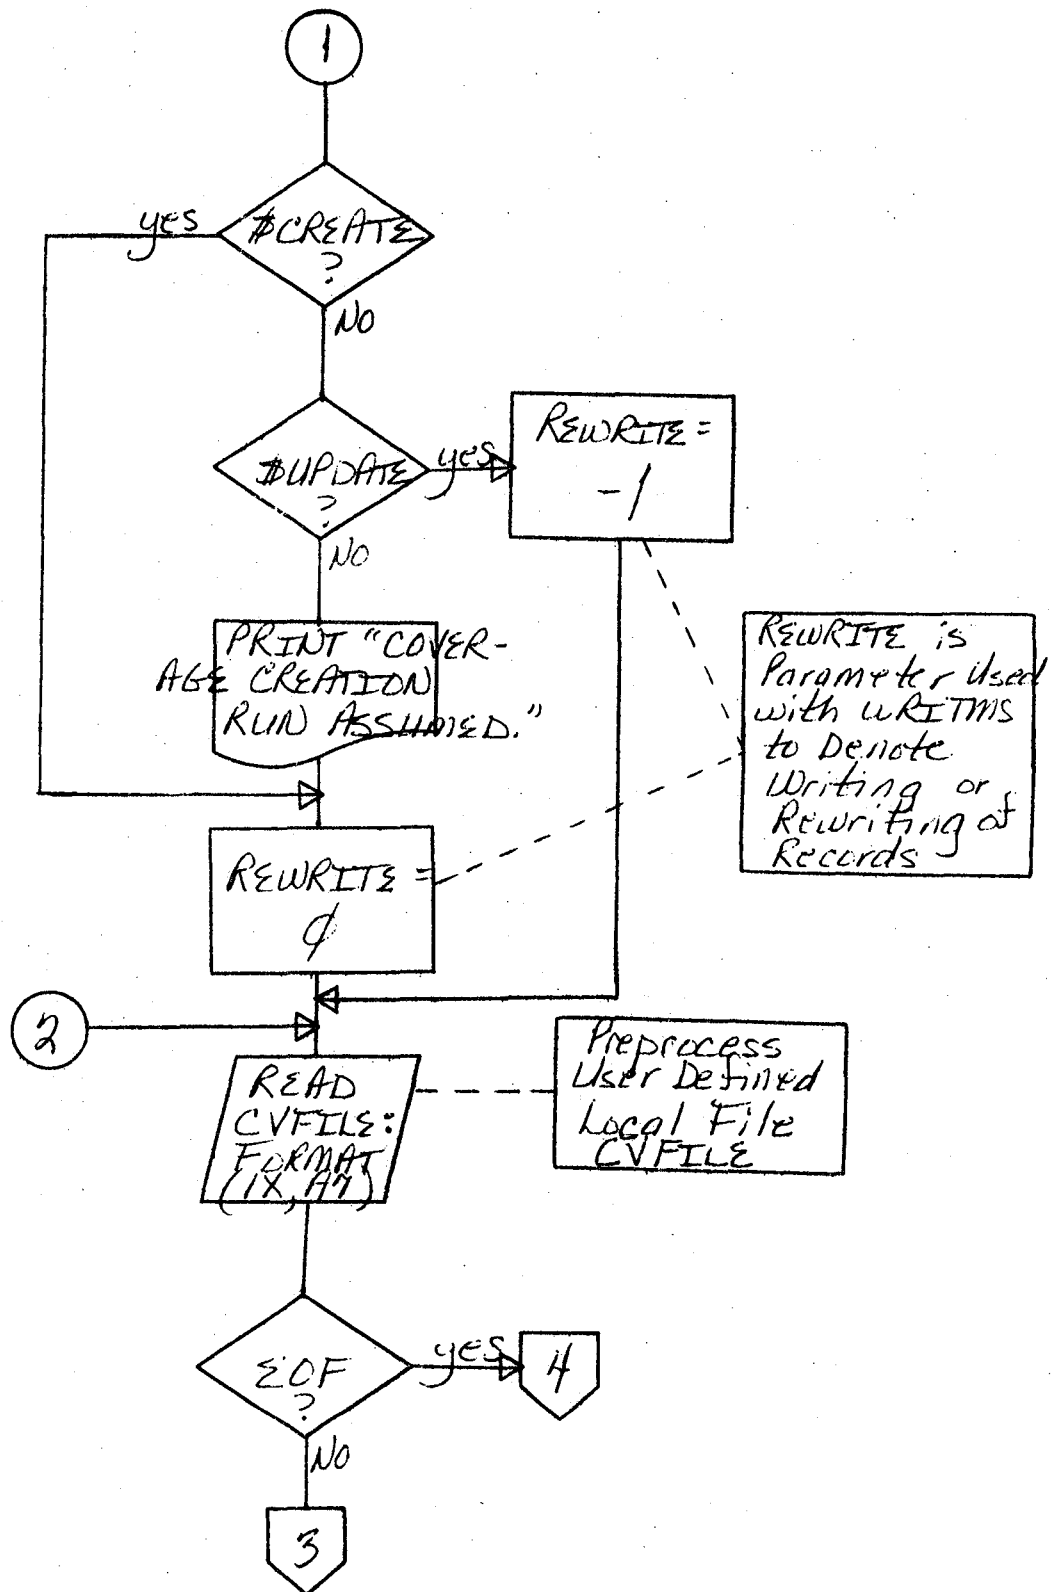 1
yes
$CREATE
?
NO
$UPDATE
?
yes
REWRITE =
-1
NO
PRINT "COVER-
AGE CREATION
RUN ASSUMED."
REWRITE is
Parameter Used
with WRITMS
to Denote
Writing or
Rewriting of
Records
REWRITE =
0
2
READ
CVFILE:
FORMAT
(1X, A7)
Preprocess
User Defined
Local File
CVFILE
EOF
?
yes
4
NO
3